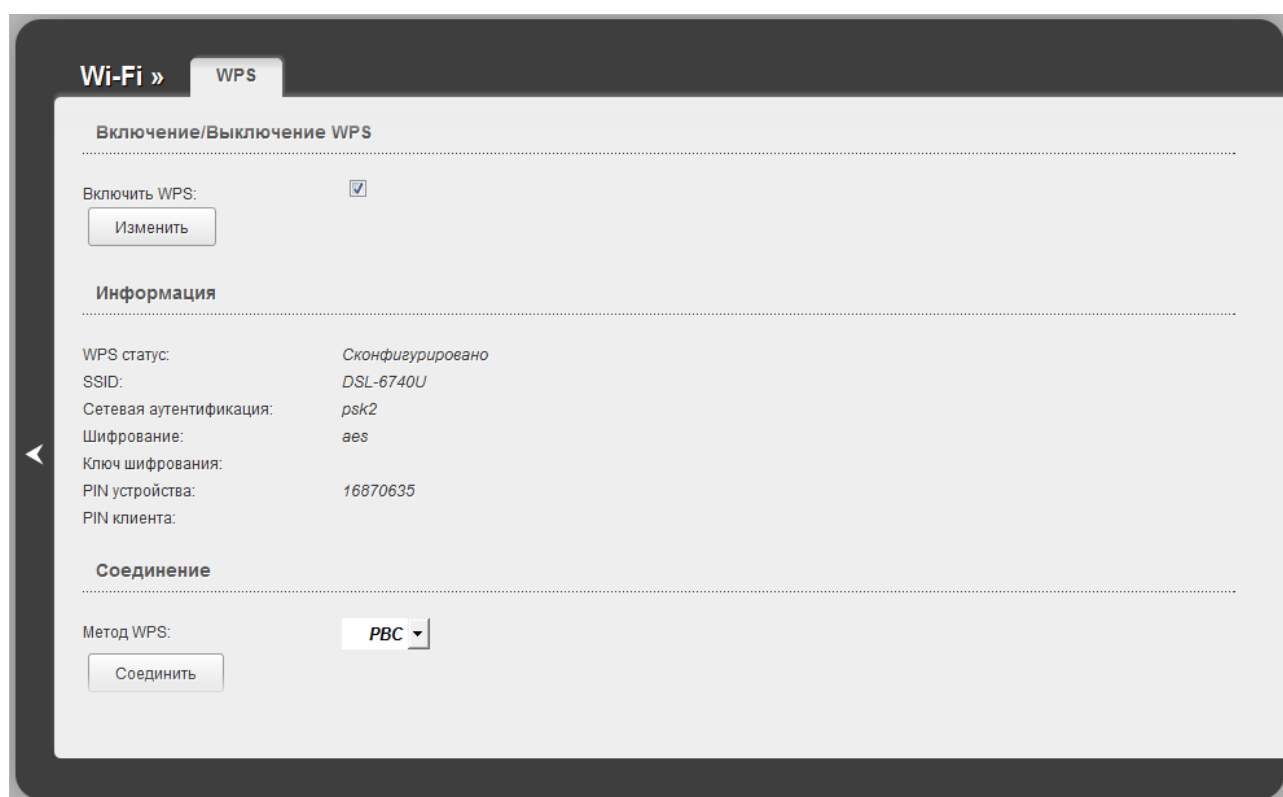 Wi-Fi » WPS
Включение/Выключение WPS
Включить WPS:
Изменить
Информация
WPS статус: Сконфигурировано
SSID: DSL-6740U
Сетевая аутентификация: psk2
Шифрование: aes
Ключ шифрования:
PIN устройства: 16870635
PIN клиента:
Соединение
Метод WPS: PBC
Соединить